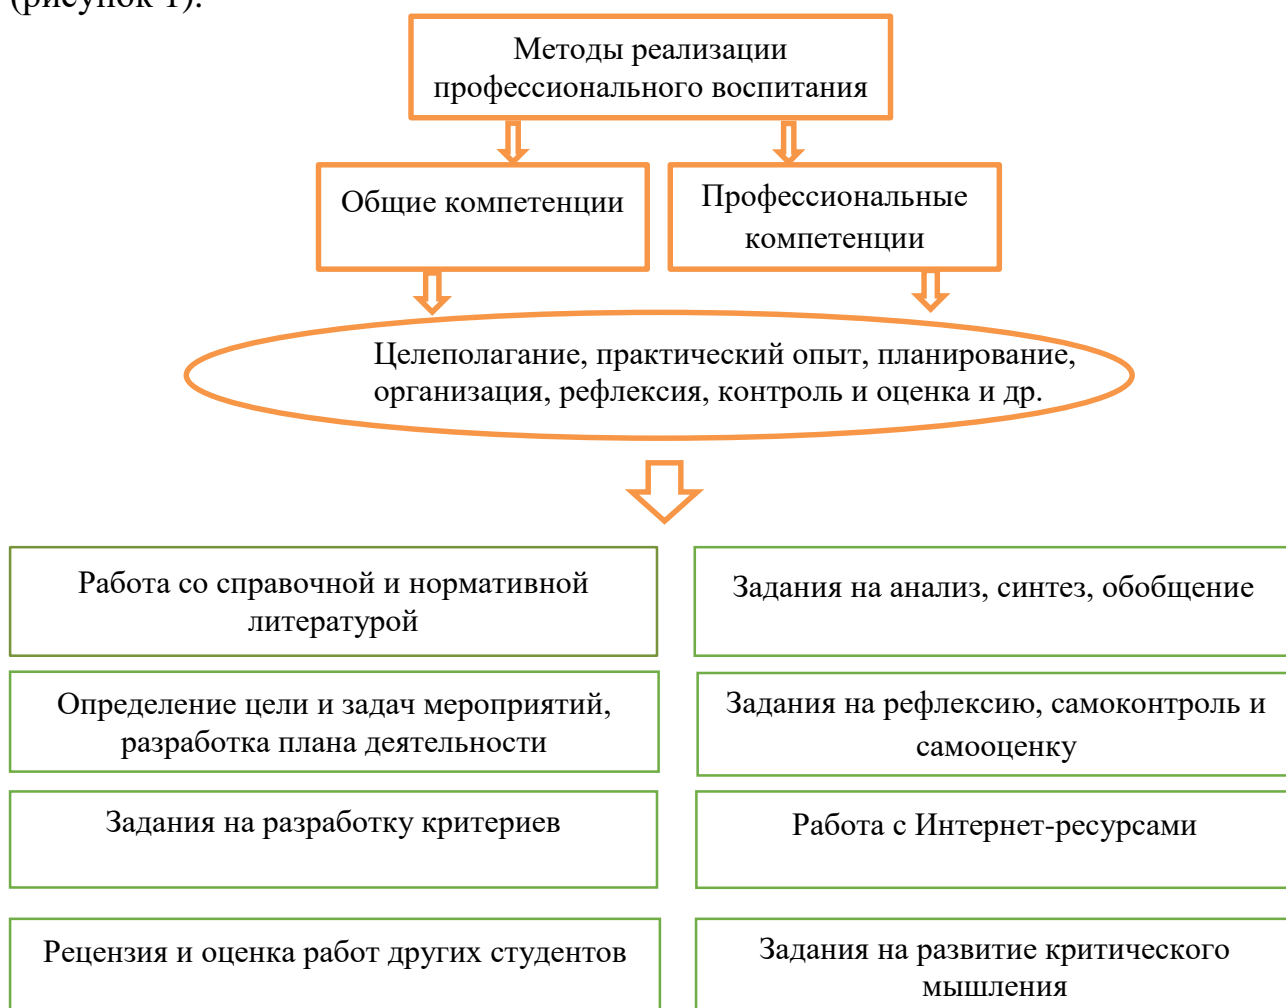 (рисунок 1).
Методы реализации
профессионального воспитания
Общие компетенции
Профессиональные
компетенции
Целеполагание, практический опыт, планирование,
организация, рефлексия, контроль и оценка и др.
Работа со справочной и нормативной
литературой
Задания на анализ, синтез, обобщение
Определение цели и задач мероприятий,
разработка плана деятельности
Задания на рефлексию, самоконтроль и
самооценку
Задания на разработку критериев
Работа с Интернет-ресурсами
Рецензия и оценка работ других студентов
Задания на развитие критического
мышления